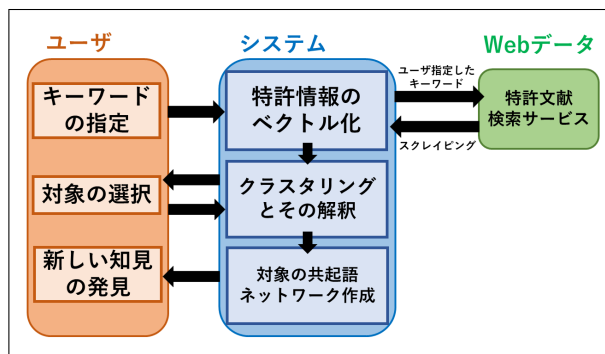 ユーザ
システム
Webデータ
キーワード
の指定
特許情報の
ベクトル化
ユーザ指定した
キーワード
特許文献
検索サービス
スクレイピング
対象の選択
クラスタリング
とその解釈
新しい知見
の発見
対象の共起語
ネットワーク作成